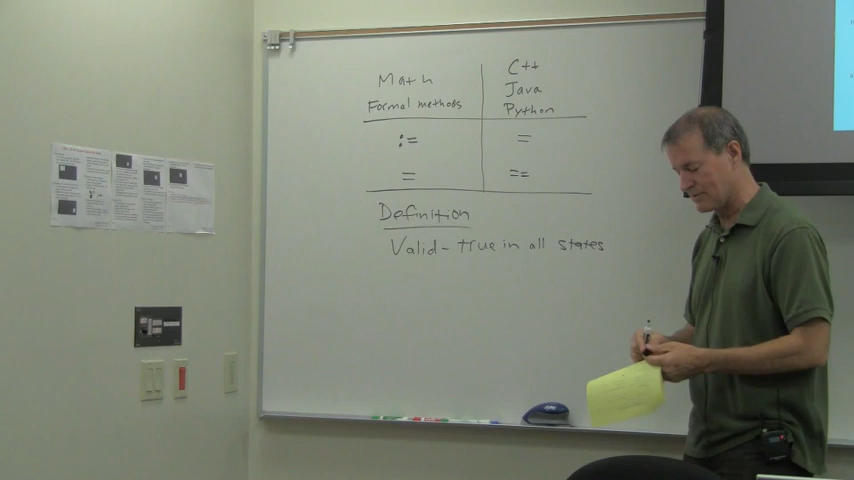 Math
Formal methods
C++
Java
Python
:= =
= ==
Definition
Valid - true in all states